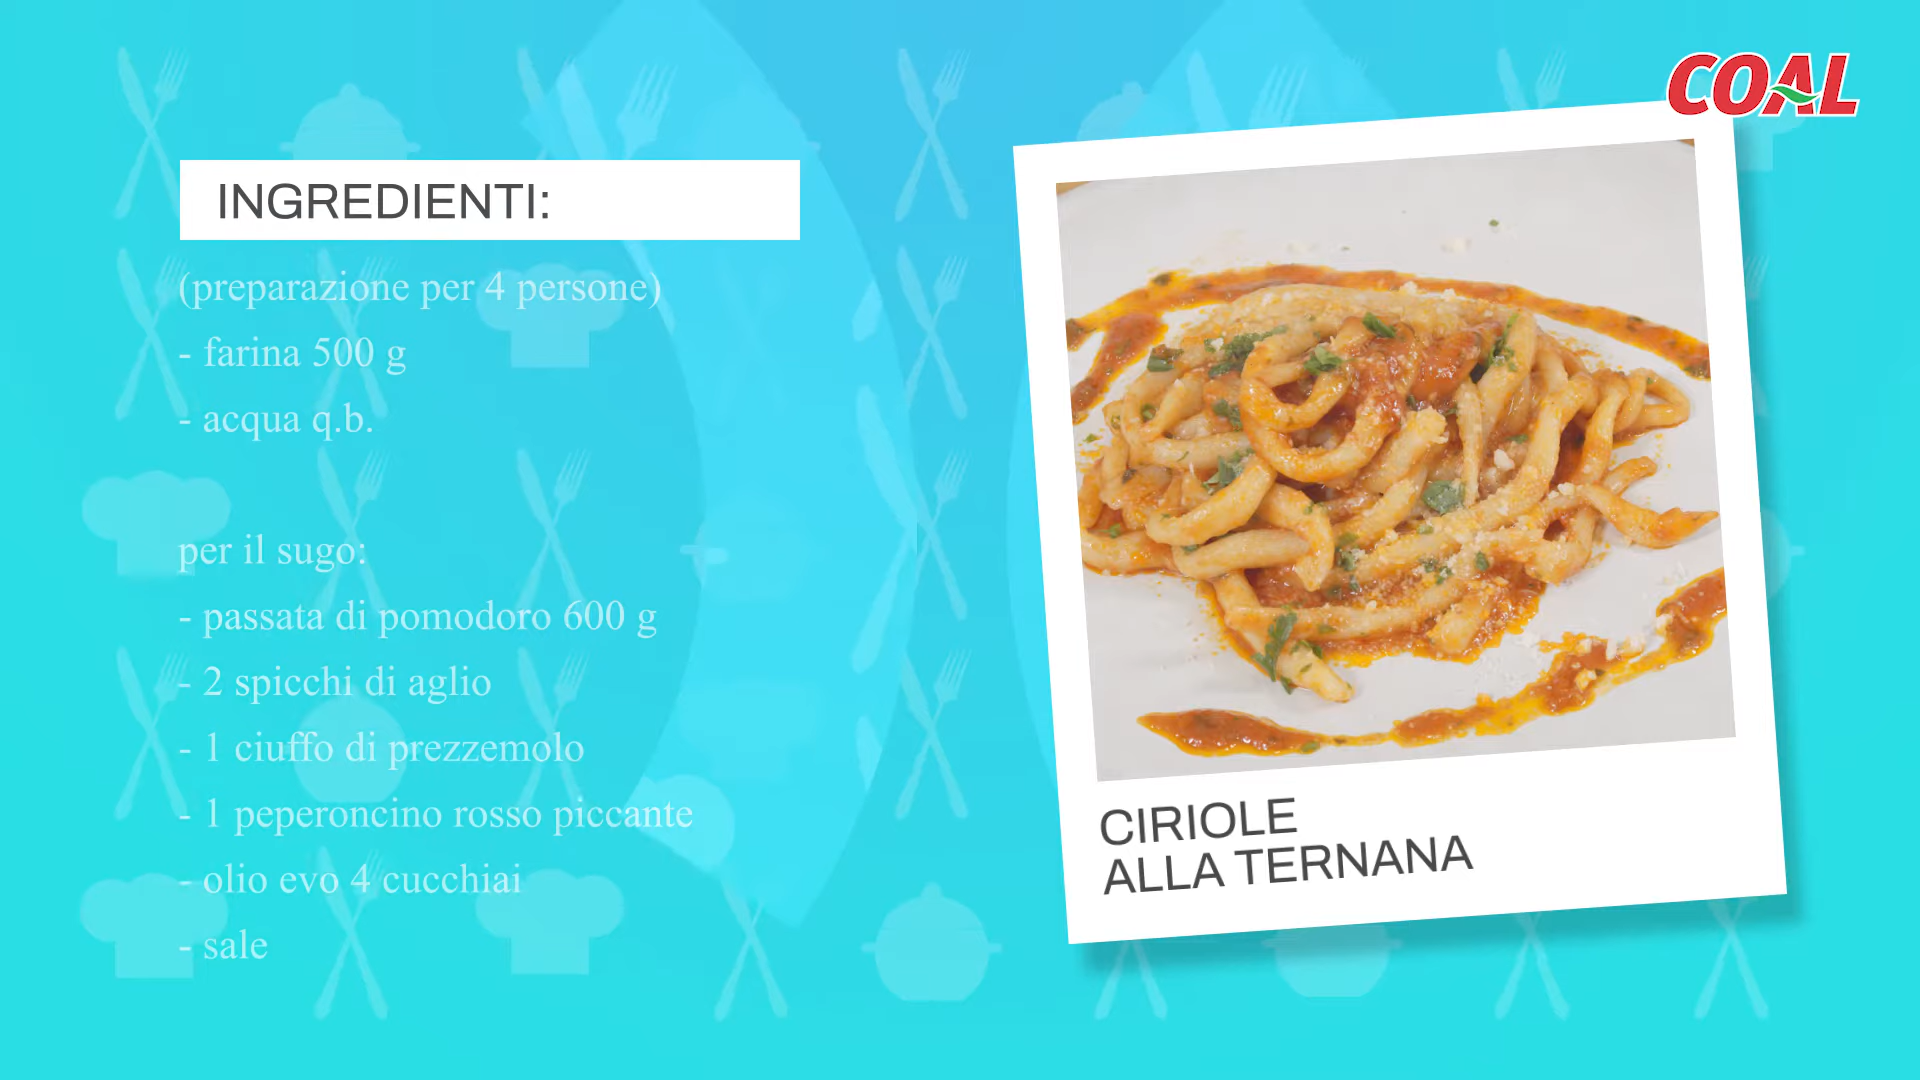 COAL
INGREDIENTI:
(preparazione per 4 persone)
- farina 500 g
- acqua q.b.
per il sugo:
- passata di pomodoro 600 g
- 2 spicchi di aglio
- 1 ciuffo di prezzemolo
- 1 peperoncino rosso piccante
- olio evo 4 cucchiai
- sale
CIRIOLE
ALLA TERNANA